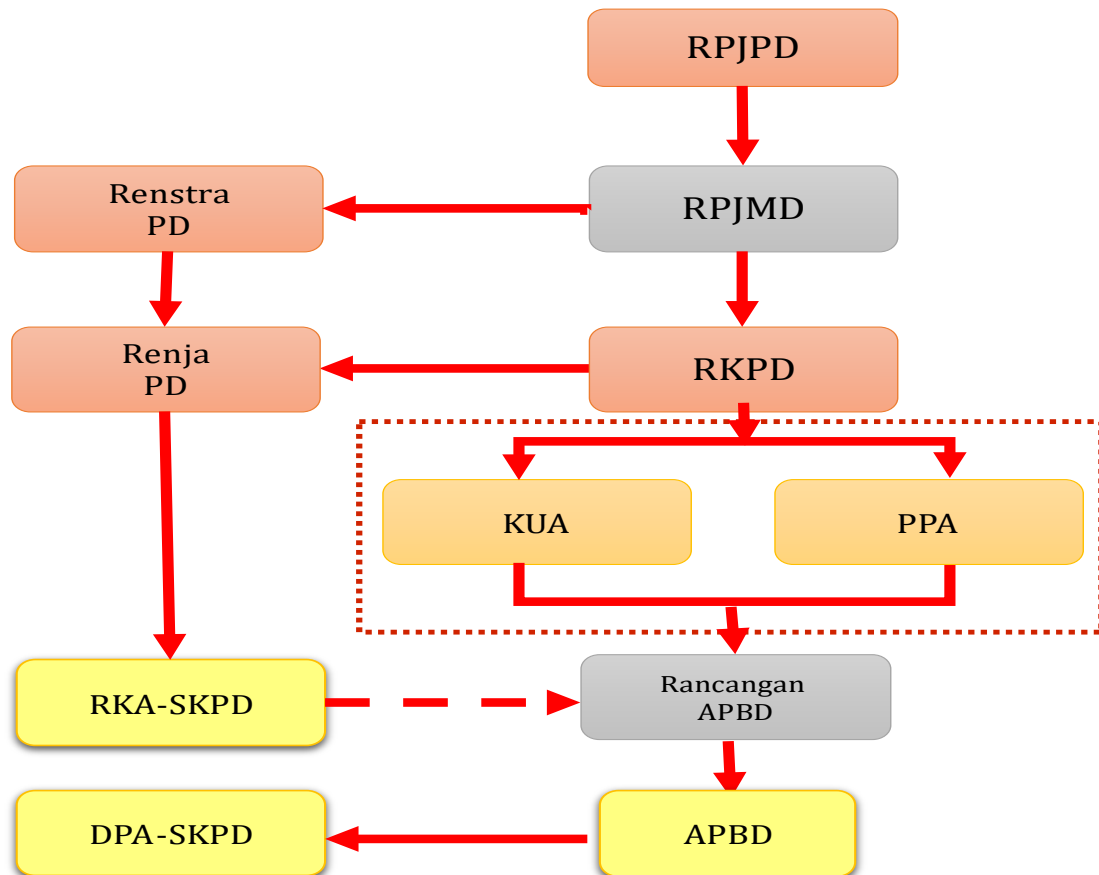 RPJPD
Renstra
PD
RPJMD
Renja
PD
RKPD
KUA
PPA
RKA-SKPD
Rancangan
APBD
DPA-SKPD
APBD